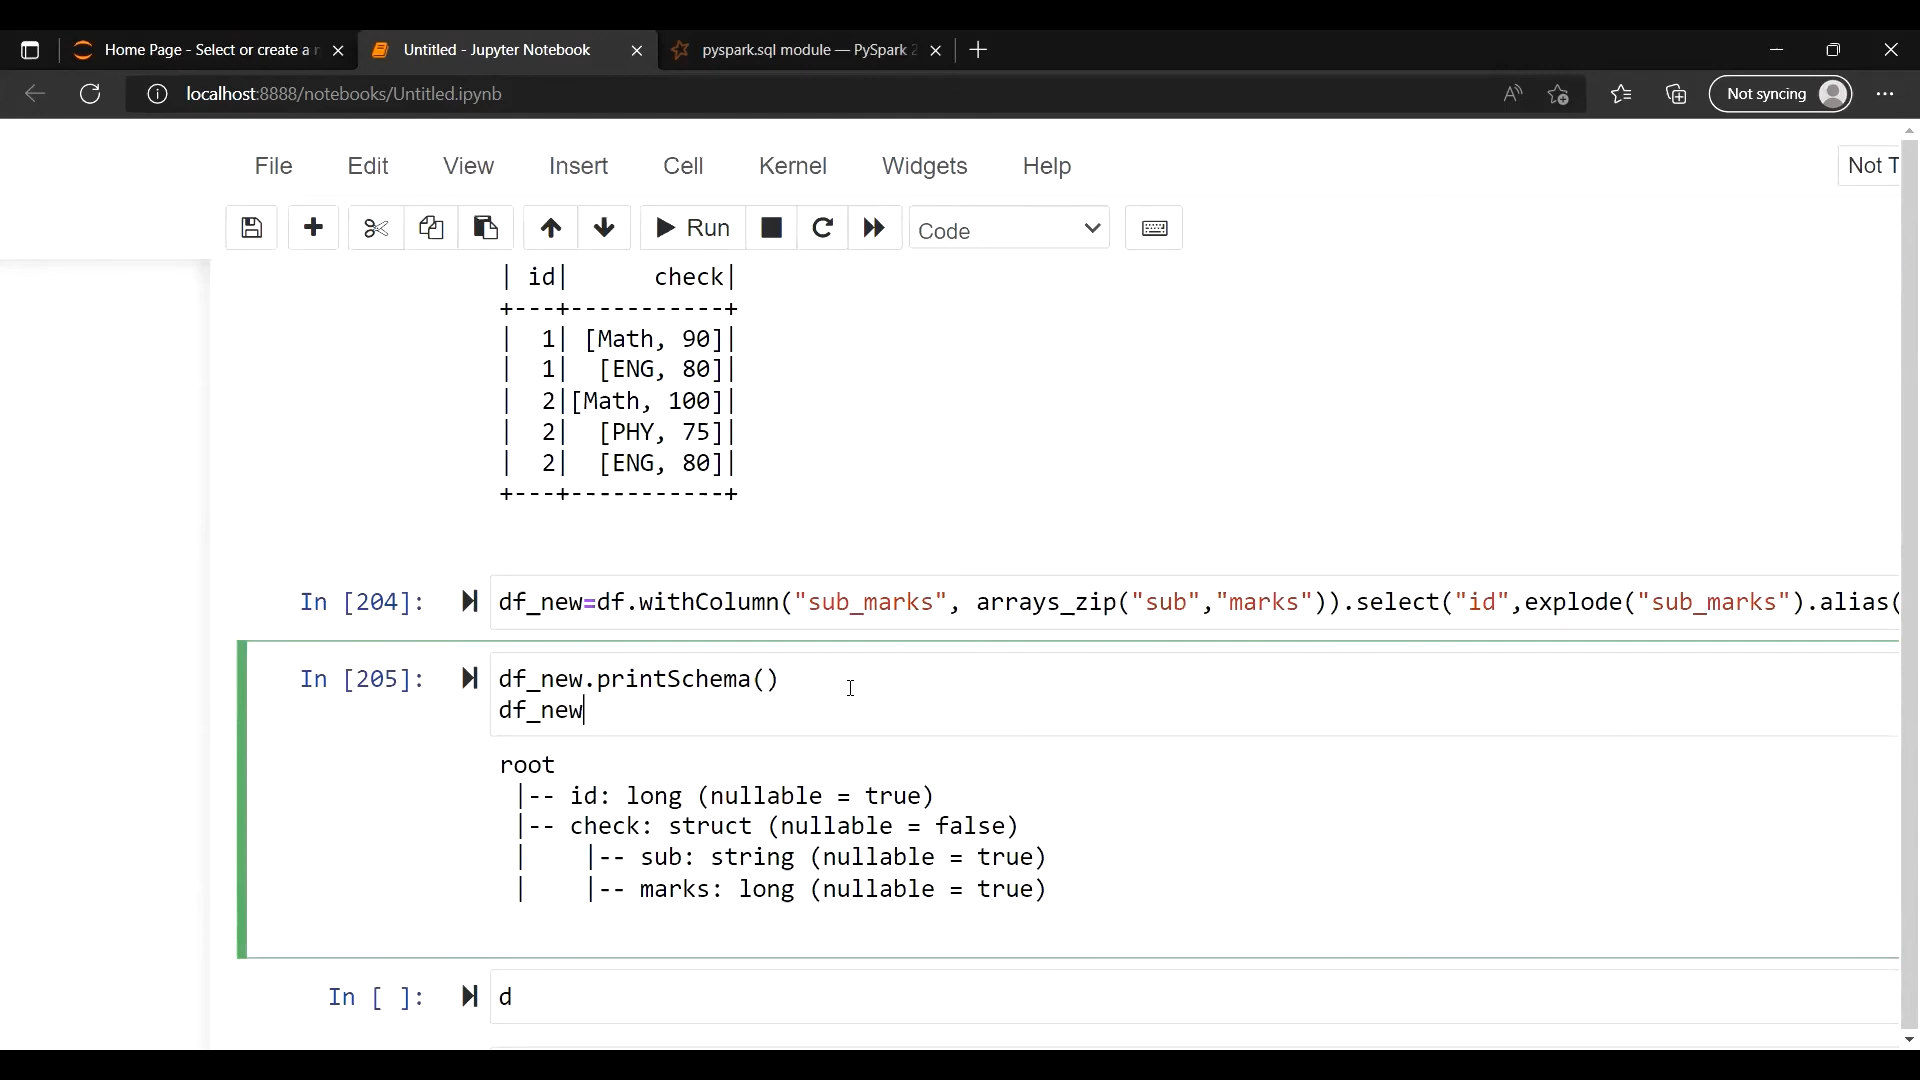 Home Page - Select or create a n
Untitled - Jupyter Notebook
pyspark.sql module — PySpark 2
localhost:8888/notebooks/Untitled.ipynb
Not syncing
File Edit View Insert Cell Kernel Widgets Help
Not T
Run
Code
| id| check|
+---+-----------+
| 1| [Math, 90]|
| 1| [ENG, 80]|
| 2|[Math, 100]|
| 2| [PHY, 75]|
| 2| [ENG, 80]|
+---+-----------+
In [204]: df_new=df.withColumn("sub_marks", arrays_zip("sub","marks")).select("id",explode("sub_marks").alias(
In [205]: df_new.printSchema()
df_new
root
|-- id: long (nullable = true)
|-- check: struct (nullable = false)
| |-- sub: string (nullable = true)
| |-- marks: long (nullable = true)
In [ ]: d